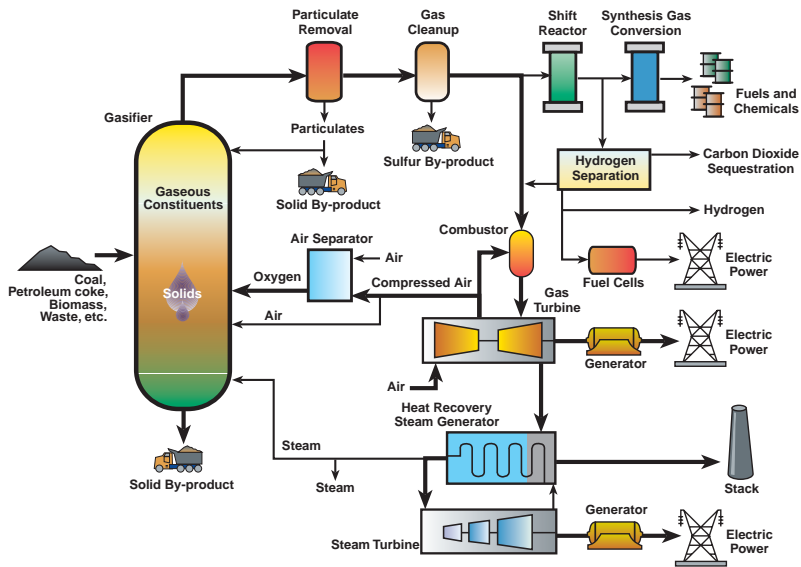 Particulate
Removal
Gas
Cleanup
Shift
Reactor
Synthesis Gas
Conversion
Fuels and
Chemicals
Gasifier
Particulates
Sulfur By-product
Solid By-product
Gaseous
Constituents
Hydrogen
Separation
Carbon Dioxide
Sequestration
Hydrogen
Combustor
Fuel Cells
Electric
Power
Air Separator
Air
Oxygen
Compressed Air
Air
Coal,
Petroleum coke,
Biomass,
Waste, etc.
Solids
Gas
Turbine
Generator
Electric
Power
Air
Heat Recovery
Steam Generator
Steam
Steam
Stack
Solid By-product
Steam Turbine
Generator
Electric
Power